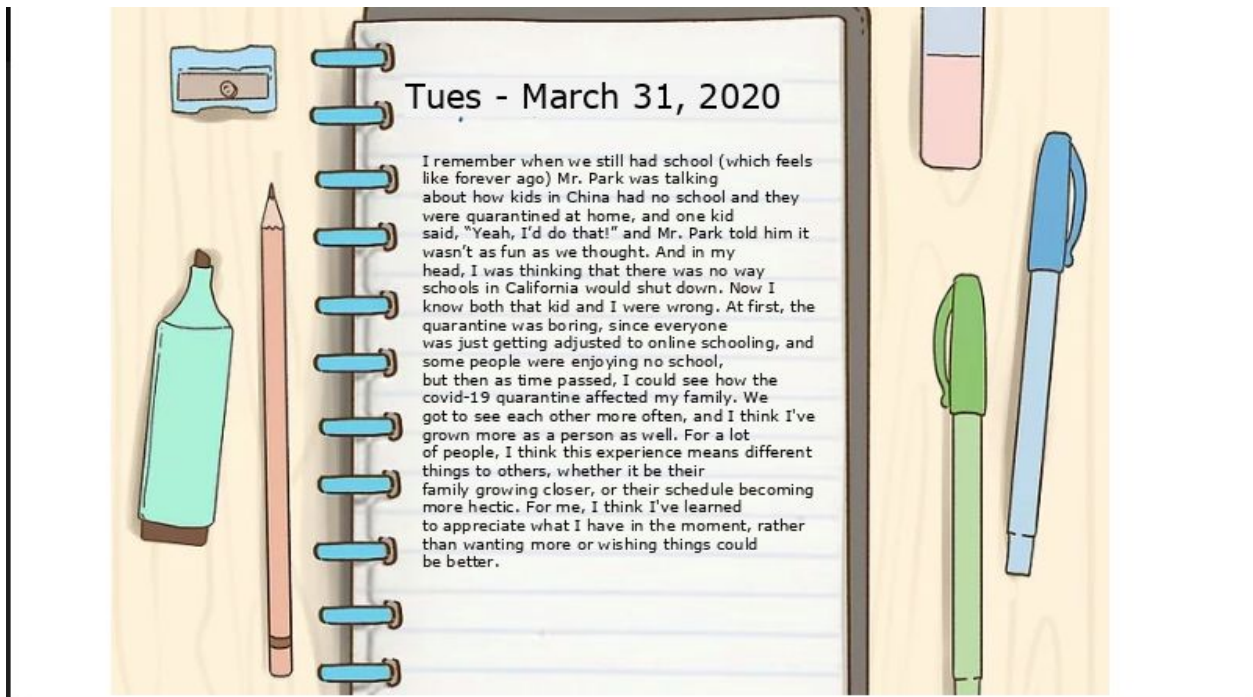 Tues - March 31, 2020
I remember when we still had school (which feels
like forever ago) Mr. Park was talking
about how kids in China had no school and they
were quarantined at home, and one kid
said, “Yeah, I’d do that!” and Mr. Park told him it
wasn’t as fun as we thought. And in my
head, I was thinking that there was no way
schools in California would shut down. Now I
know both that kid and I were wrong. At first, the
quarantine was boring, since everyone
was just getting adjusted to online schooling, and
some people were enjoying no school,
but then as time passed, I could see how the
covid-19 quarantine affected my family. We
got to see each other more often, and I think I've
grown more as a person as well. For a lot
of people, I think this experience means different
things to others, whether it be their
family growing closer, or their schedule becoming
more hectic. For me, I think I've learned
to appreciate what I have in the moment, rather
than wanting more or wishing things could
be better.